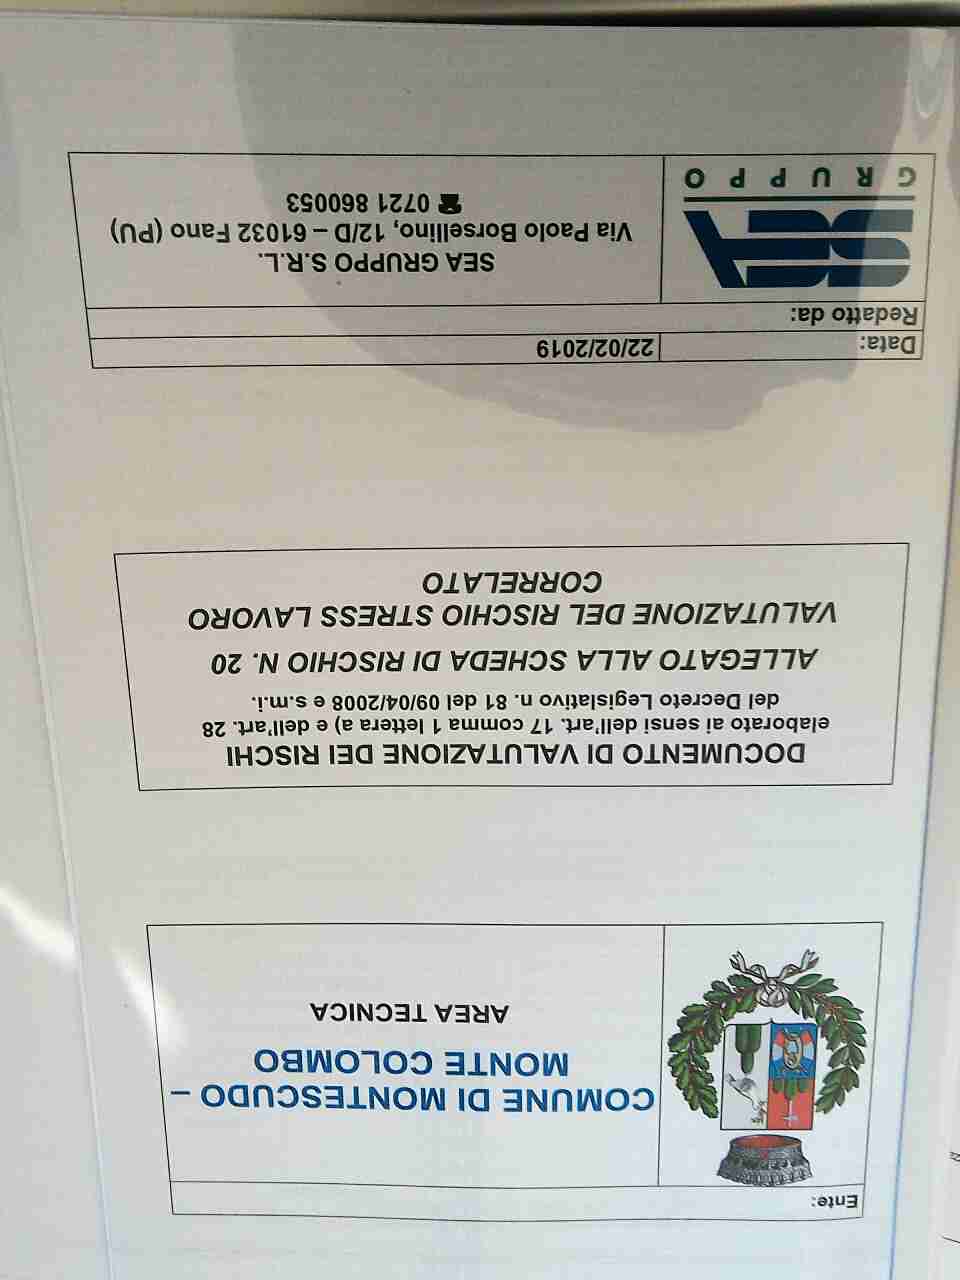 Ente:
COMUNE DI MONTESCUDO –
MONTE COLOMBO
AREA TECNICA
DOCUMENTO DI VALUTAZIONE DEI RISCHI
elaborato ai sensi dell'art. 17 comma 1 lettera a) e dell'art. 28
del Decreto Legislativo n. 81 del 09/04/2008 e s.m.i.
ALLEGATO ALLA SCHEDA DI RISCHIO N. 20
VALUTAZIONE DEL RISCHIO STRESS LAVORO
CORRELATO
Data: 22/02/2019
Redatto da:
SEA
GRUPPO
SEA GRUPPO S.R.L.
Via Paolo Borsellino, 12/D – 61032 Fano (PU)
☎ 0721 860053